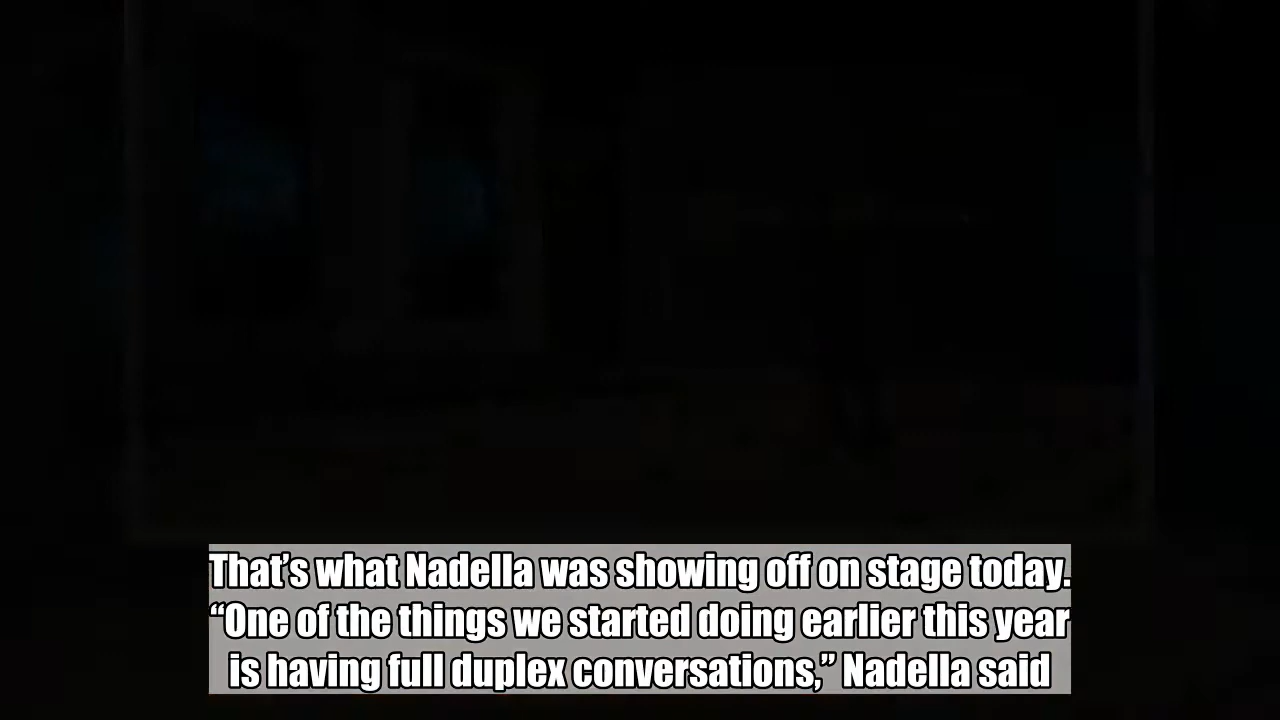 That’s what Nadella was showing off on stage today.
“One of the things we started doing earlier this year
is having full duplex conversations,” Nadella said